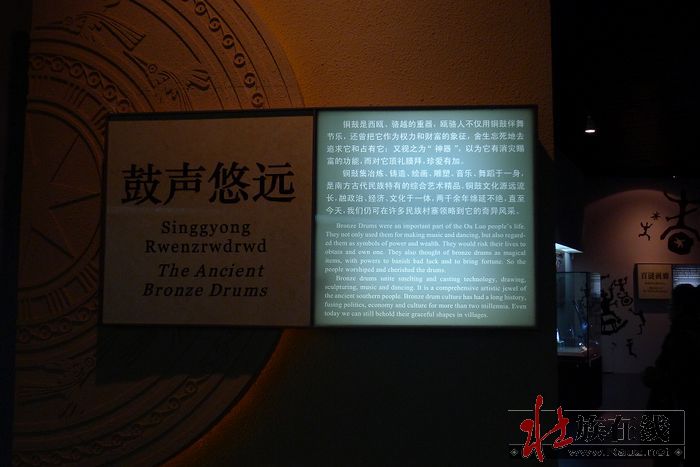 鼓声悠远
Singgyong
Rwenzrwdrwd
The Ancient
Bronze Drums
铜鼓是西瓯、骆越的重器，瓯骆人不仅用铜鼓伴舞
节乐，还曾把它作为权力和财富的象征，舍生忘死地去
追求它和占有它；又视之为“神器”，以为它有消灾赐
富的功能，而对它顶礼膜拜，珍爱有加。
铜鼓集冶炼、铸造、绘画、雕塑、音乐、舞蹈于一身，
是南方古代民族特有的综合艺术精品。铜鼓文化源远流
长，融政治、经济、文化于一体，两千余年绵延不绝，直至
今天，我们仍可在许多民族村寨领略到它的奇异风采。
Bronze Drums were an important part of the Ou Luo people's life.
They not only used them for making music and dancing, but also regard-
ed them as symbols of power and wealth. They would risk their lives to
obtain and own one. They also thought of bronze drums as magical
items, with powers to banish bad luck and to bring fortune. So the
people worshiped and cherished the drums.
Bronze drums unite smelting and casting technology, drawing,
sculpturing, music and dancing. It is a comprehensive artistic jewel of
the ancient southern people. Bronze drum culture has had a long history,
fusing politics, economy and culture for more than two millennia. Even
today we can still behold their graceful shapes in villages.
百谜画廊
壮族在线